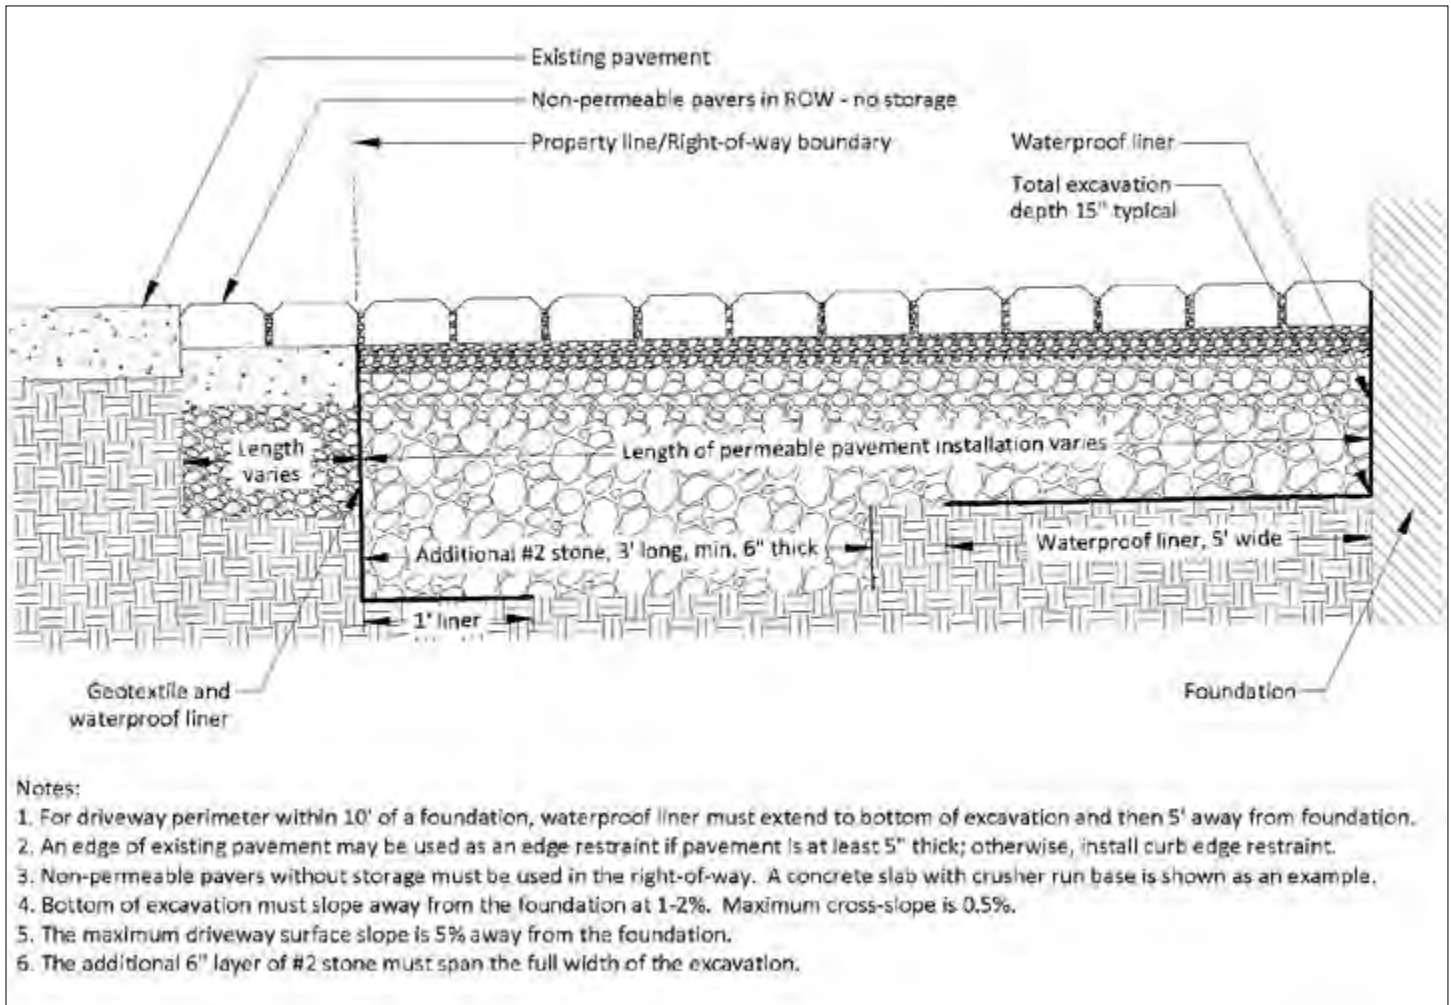 Existing pavement
Non-permeable pavers in ROW - no storage
Property line/Right-of-way boundary
Waterproof liner
Total excavation
depth 15" typical
Length
varies
Length of permeable pavement installation varies
Additional #2 stone, 3' long, min. 6" thick
Waterproof liner, 5' wide
1' liner
Geotextile and
waterproof liner
Foundation
Notes:
1. For driveway perimeter within 10' of a foundation, waterproof liner must extend to bottom of excavation and then 5' away from foundation.
2. An edge of existing pavement may be used as an edge restraint if pavement is at least 5" thick; otherwise, install curb edge restraint.
3. Non-permeable pavers without storage must be used in the right-of-way. A concrete slab with crusher run base is shown as an example.
4. Bottom of excavation must slope away from the foundation at 1-2%. Maximum cross-slope is 0.5%.
5. The maximum driveway surface slope is 5% away from the foundation.
6. The additional 6" layer of #2 stone must span the full width of the excavation.